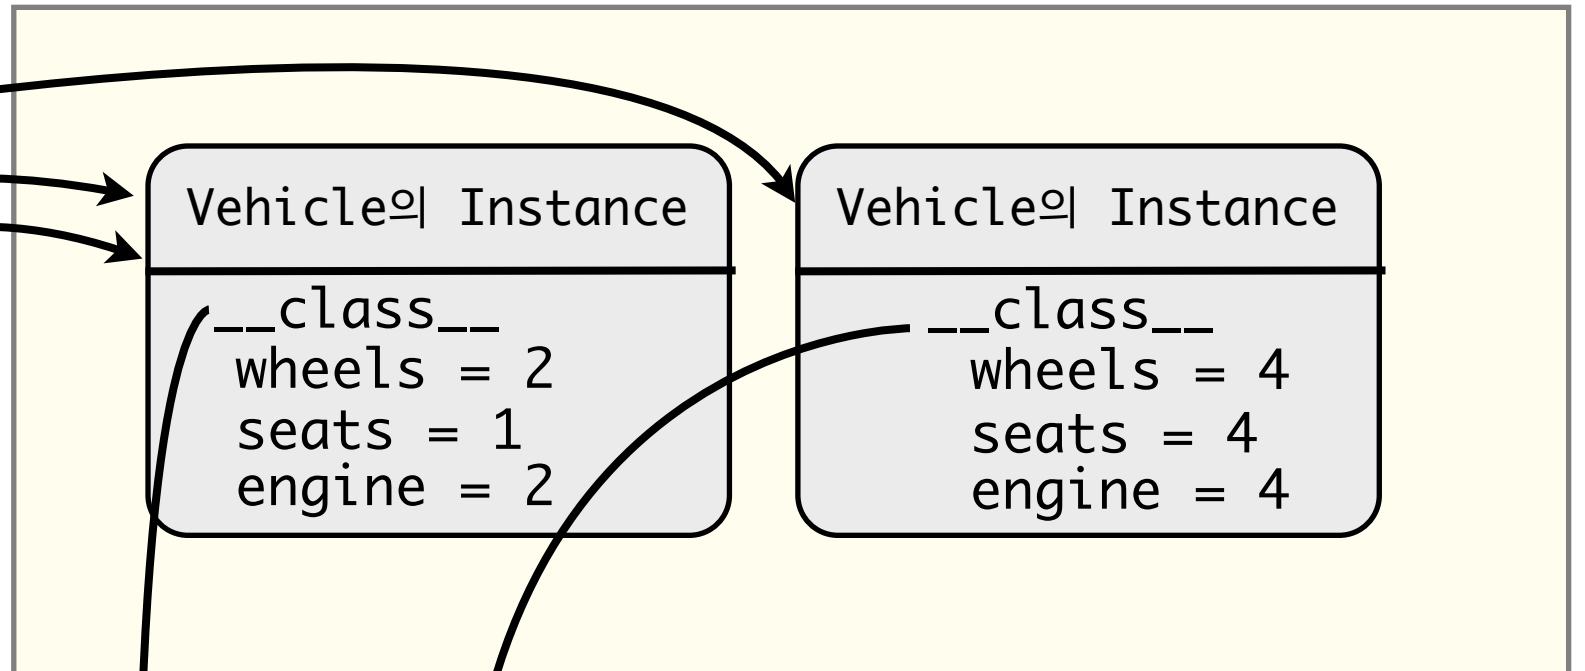 Vehicle의 Instance
__class__
wheels = 2
seats = 1
engine = 2
Vehicle의 Instance
__class__
wheels = 4
seats = 4
engine = 4